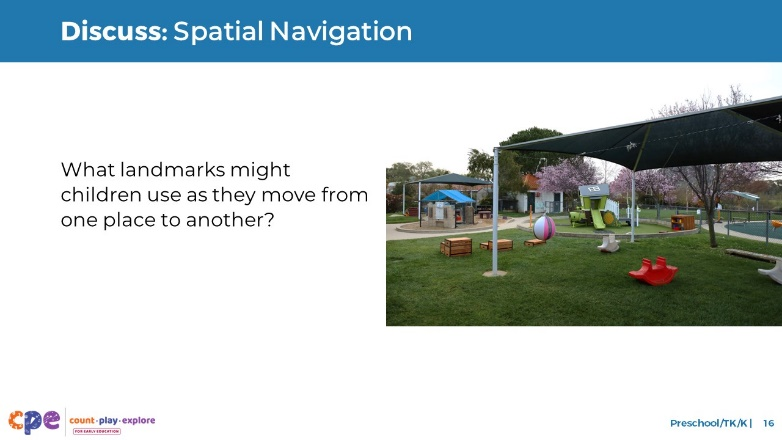 Discuss: Spatial Navigation
What landmarks might
children use as they move from
one place to another?
cpe
count·play·explore
FOR EARLY EDUCATION
Preschool/TK/K | 16